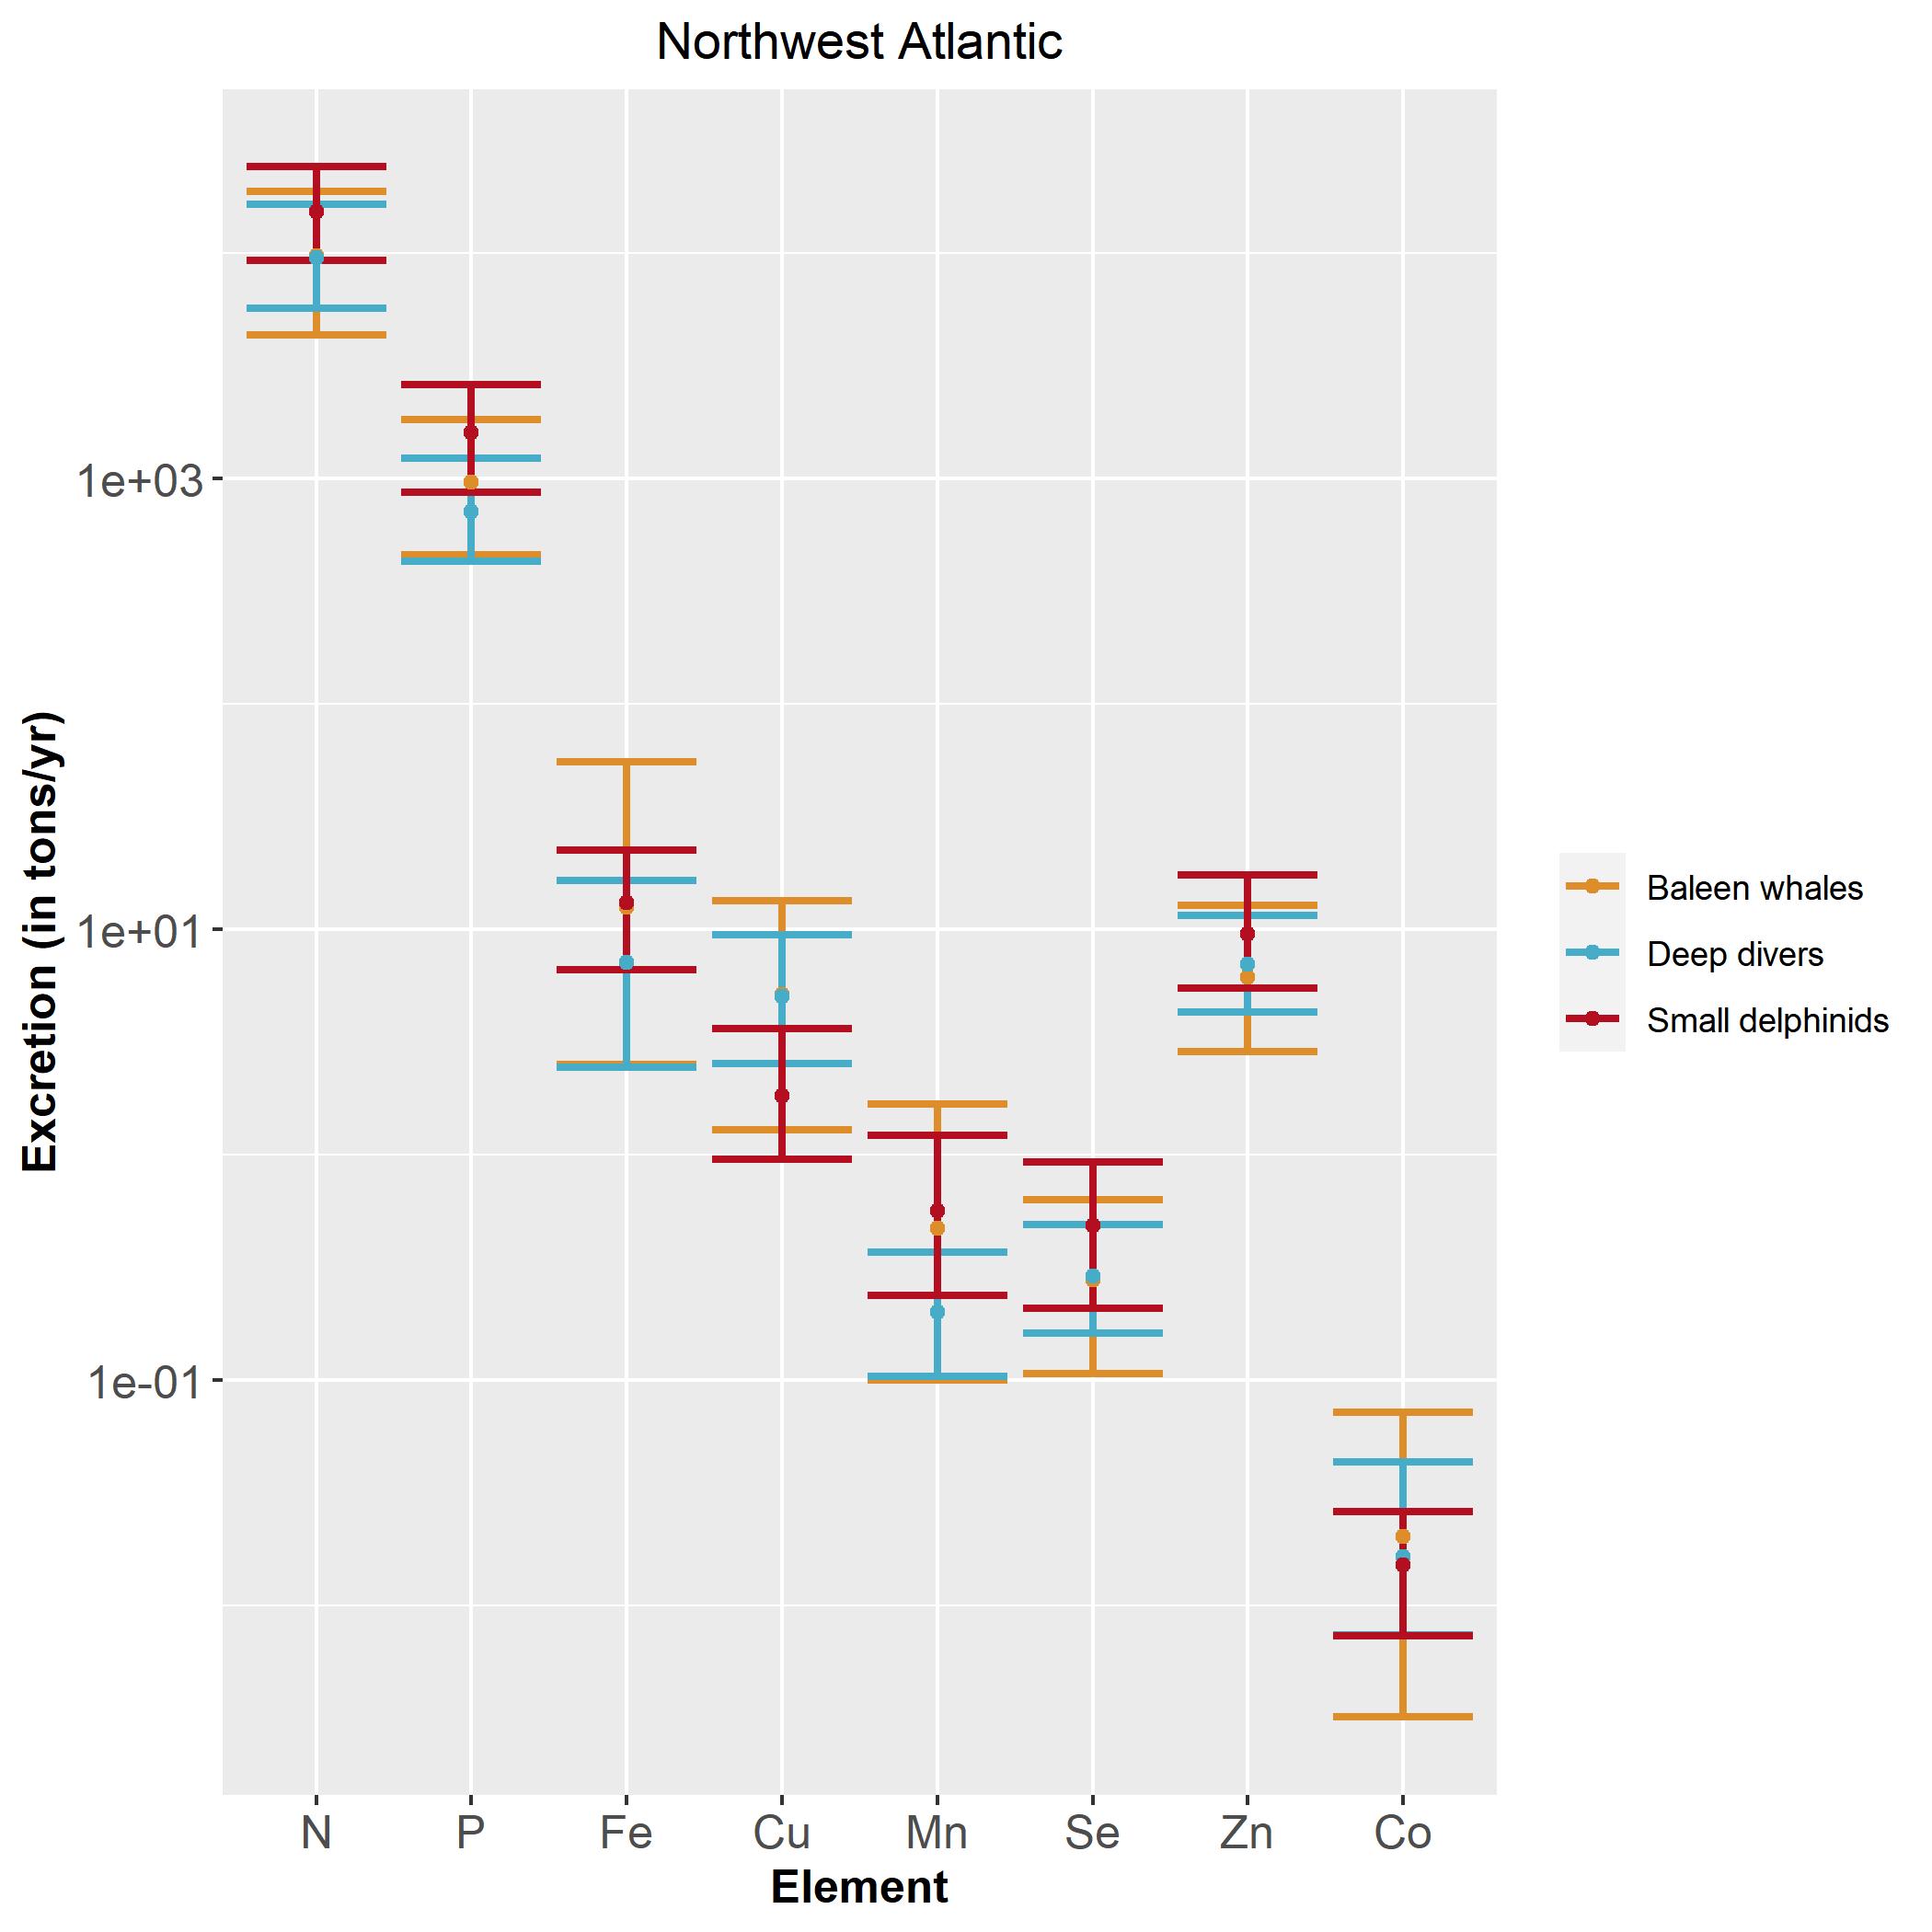 Northwest Atlantic
Excretion (in tons/yr)
1e+03
1e+01
1e-01
N P Fe Cu Mn Se Zn Co
Element
Baleen whales
Deep divers
Small delphinids